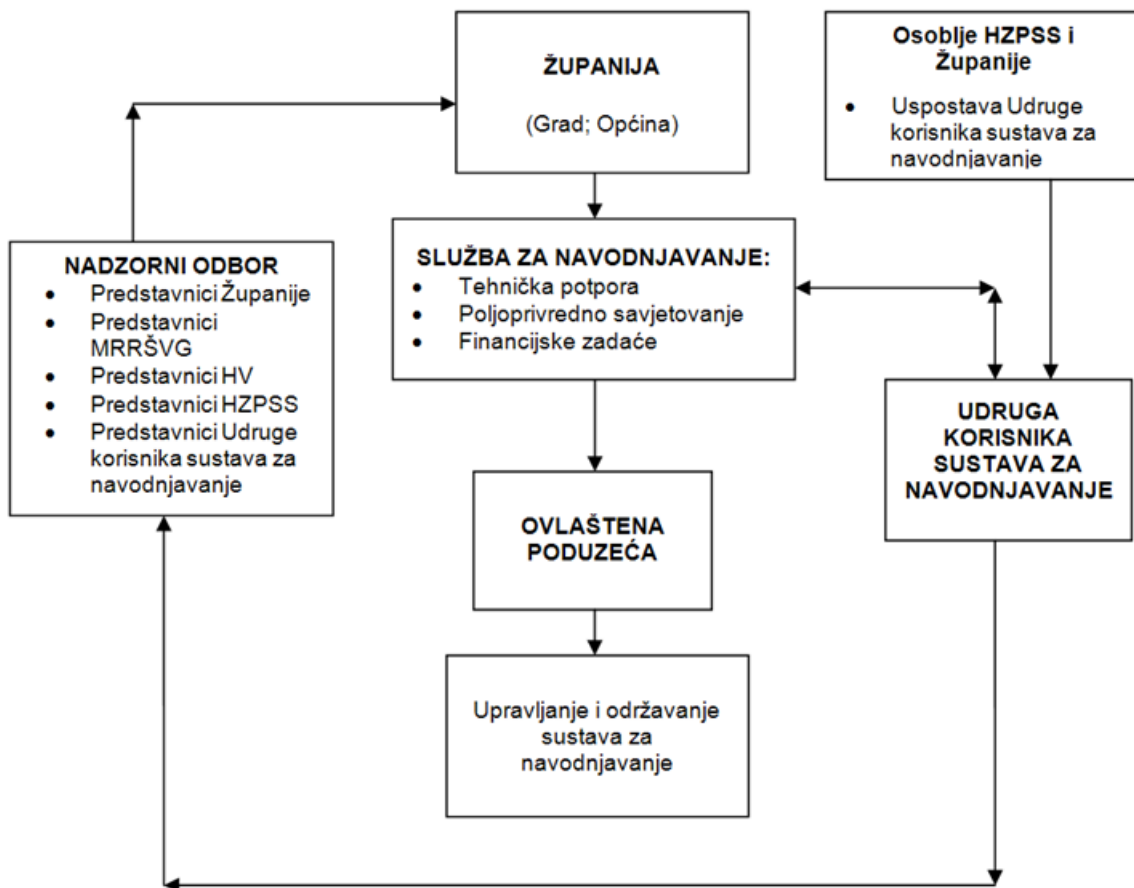 ŽUPANIJA
(Grad; Općina)
Osoblje HZPSS i
Županije
• Uspostava Udruge
korisnika sustava za
navodnjavanje
NADZORNI ODBOR
• Predstavnici Županije
• Predstavnici
MRRŠVG
• Predstavnici HV
• Predstavnici HZPSS
• Predstavnici Udruge
korisnika sustava za
navodnjavanje
SLUŽBA ZA NAVODNJAVANJE:
• Tehnička potpora
• Poljoprivredno savjetovanje
• Financijske zadaće
UDRUGA
KORISNIKA
SUSTAVA ZA
NAVODNJAVANJE
OVLAŠTENA
PODUZEĆA
Upravljanje i održavanje
sustava za
navodnjavanje